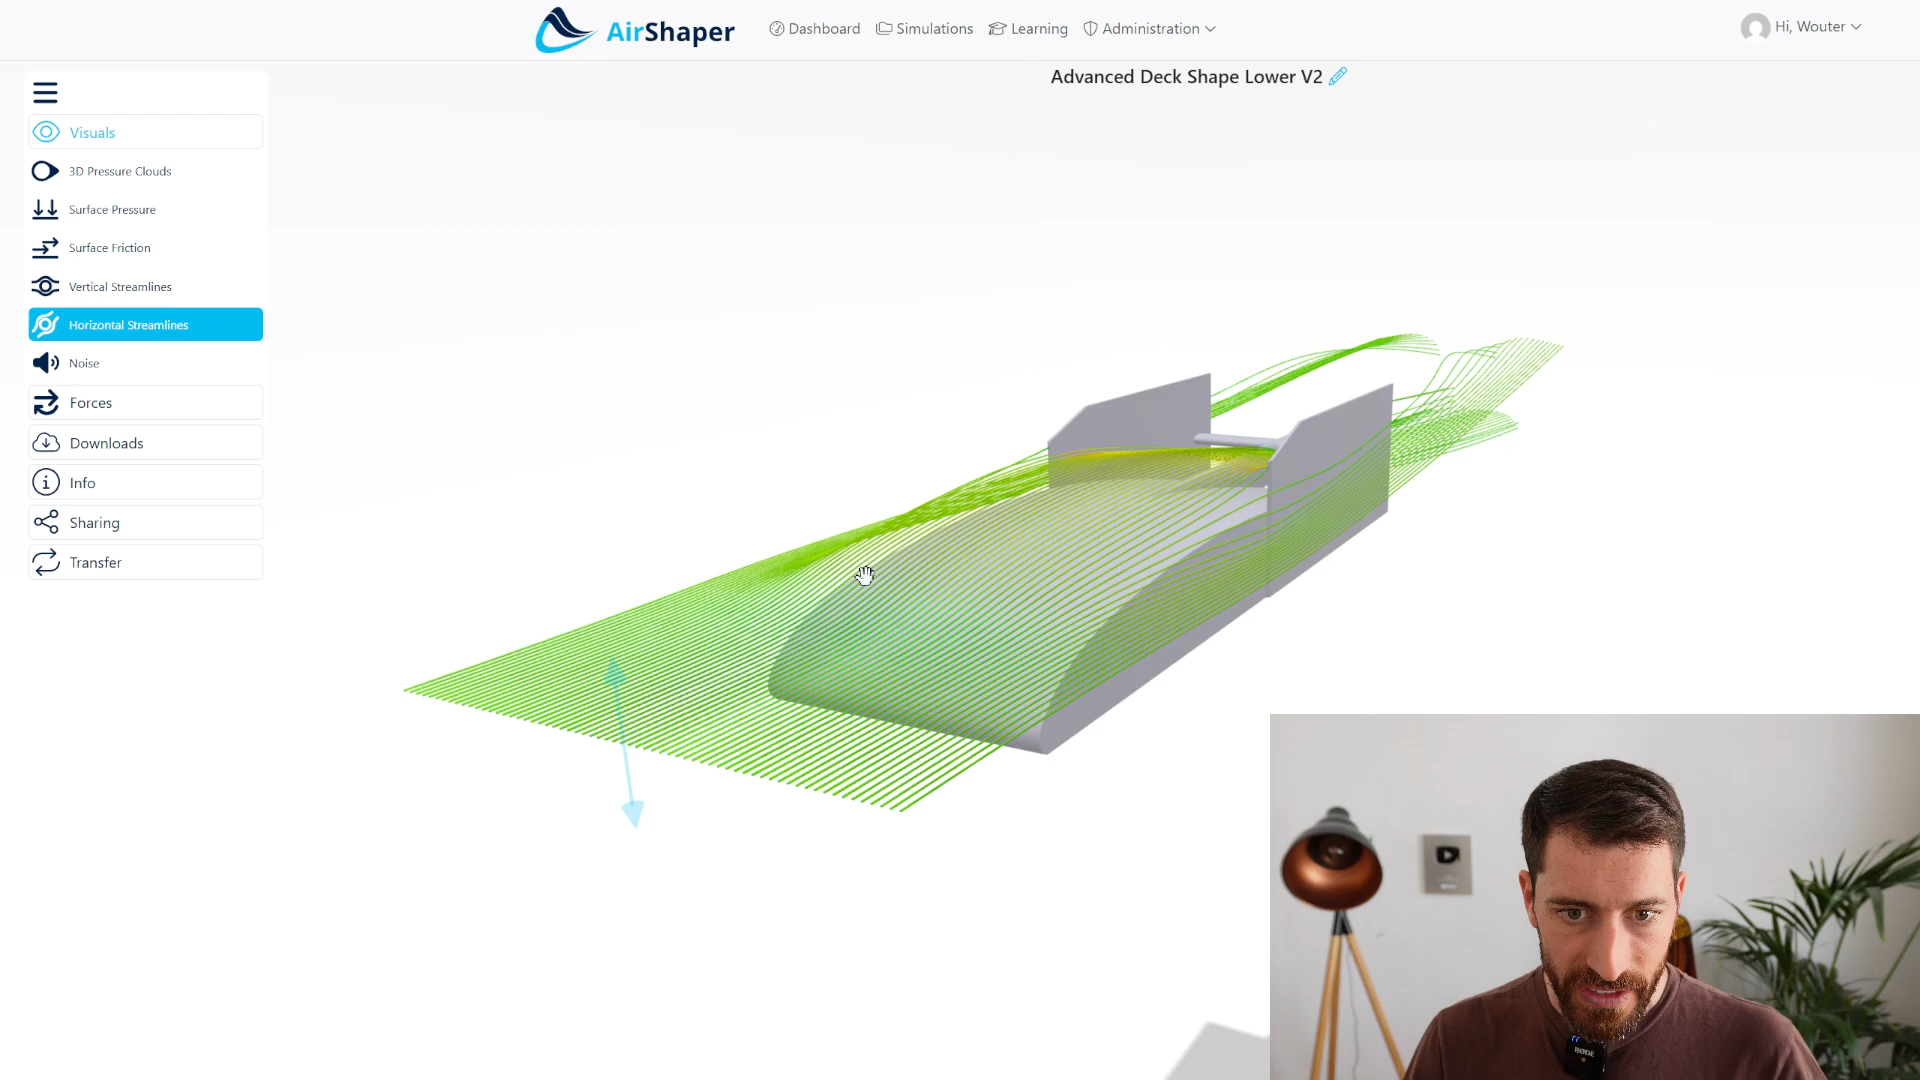 AirShaper
Dashboard
Simulations
Learning
Administration
Hi, Wouter
Advanced Deck Shape Lower V2
Visuals
3D Pressure Clouds
Surface Pressure
Surface Friction
Vertical Streamlines
Horizontal Streamlines
Noise
Forces
Downloads
Info
Sharing
Transfer
RØDE